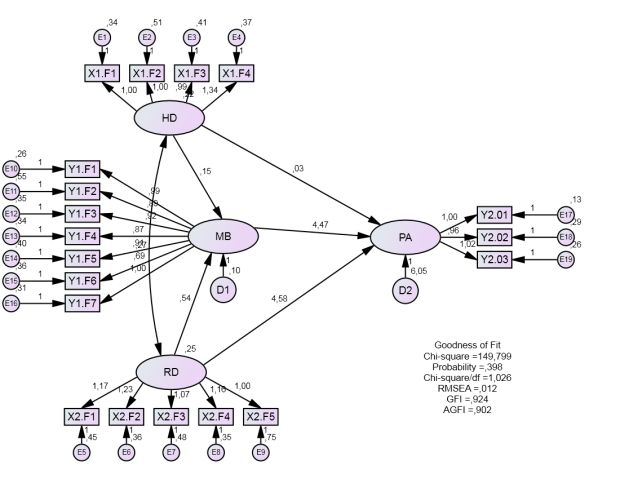 ,34 ,51 ,41 ,37
E1 E2 E3 E4
1 1 1 1
X1.F1 X1.F2 X1.F3 X1.F4
1,00 1,00 ,99 1,34
HD
,15 ,03
,26
E10 1 Y1.F1
,55
E11 1 Y1.F2 ,99
,35
E12 1 Y1.F3 ,89
,34
E13 1 Y1.F4 ,92
,40
E14 1 Y1.F5 ,87
,36
E15 1 Y1.F6 ,69
,31
E16 1 Y1.F7 1,00
MB 4,47 PA
1 ,10
D1
1 6,05
D2
1,00 Y2.01 1 E17 ,13
,96 Y2.02 1 E18 ,29
1,02 Y2.03 1 E19 ,26
,54 4,58
,25
RD
1,17 1,23 1,07 1,16 1,00
X2.F1 X2.F2 X2.F3 X2.F4 X2.F5
1 1 1 1 1
,45 ,36 ,48 ,35 ,75
E5 E6 E7 E8 E9
Goodness of Fit
Chi-square =149,799
Probability =,398
Chi-square/df =1,026
RMSEA =,012
GFI =,924
AGFI =,902